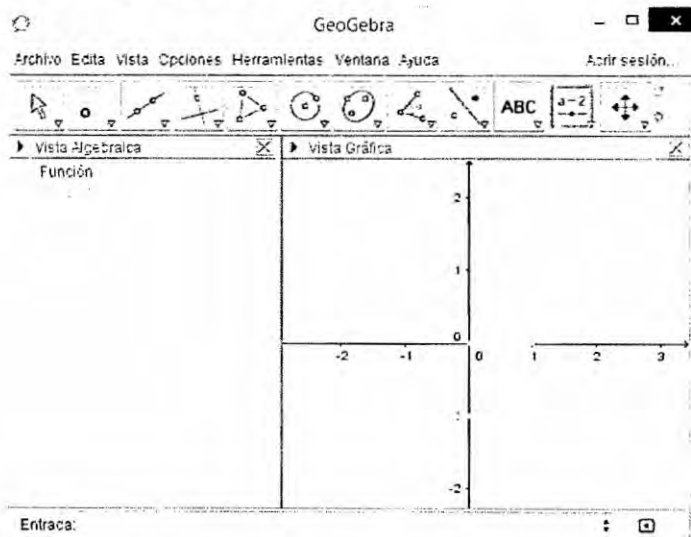 GeoGebra
Archivo Edita Vista Opciones Herramientas Ventana Ayuda Abrir sesión...
ABC a=2
Vista Algebraica Vista Gráfica
Función
2
1
0
-2 -1 0 1 2 3
-1
-2
Entrada: